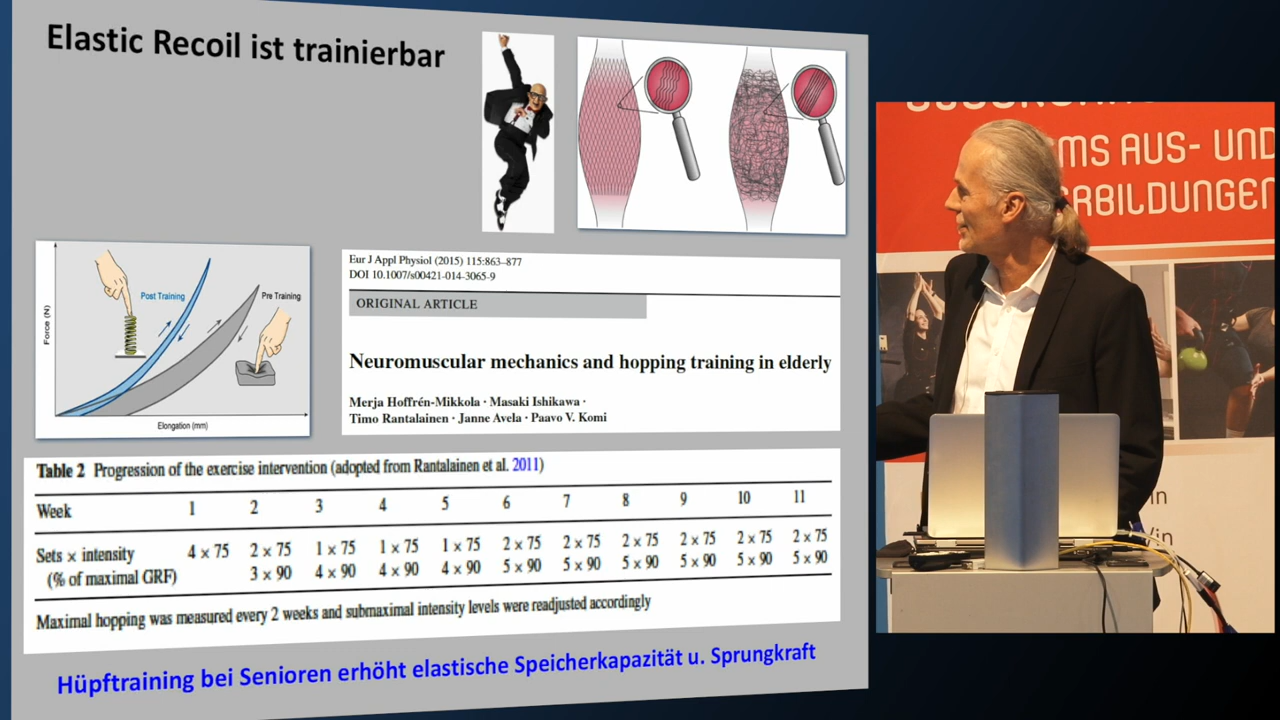 Elastic Recoil ist trainierbar
Force (N)
Post Training
Pre Training
Elongation (mm)
Eur J Appl Physiol (2015) 115:863–877
DOI 10.1007/s00421-014-3065-9
ORIGINAL ARTICLE
Neuromuscular mechanics and hopping training in elderly
Merja Hoffrén-Mikkola · Masaki Ishikawa ·
Timo Rantalainen · Janne Avela · Paavo V. Komi
Table 2 Progression of the exercise intervention (adopted from Rantalainen et al. 2011)
Week 1 2 3 4 5 6 7 8 9 10 11
Sets × intensity 4 × 75 2 × 75 1 × 75 1 × 75 1 × 75 2 × 75 2 × 75 2 × 75 2 × 75 2 × 75 2 × 75
(% of maximal GRF) 3 × 90 4 × 90 4 × 90 4 × 90 5 × 90 5 × 90 5 × 90 5 × 90 5 × 90 5 × 90
Maximal hopping was measured every 2 weeks and submaximal intensity levels were readjusted accordingly
Hüpftraining bei Senioren erhöht elastische Speicherkapazität u. Sprungkraft
MS AUS- UND
RBILDUNGEN
in
in